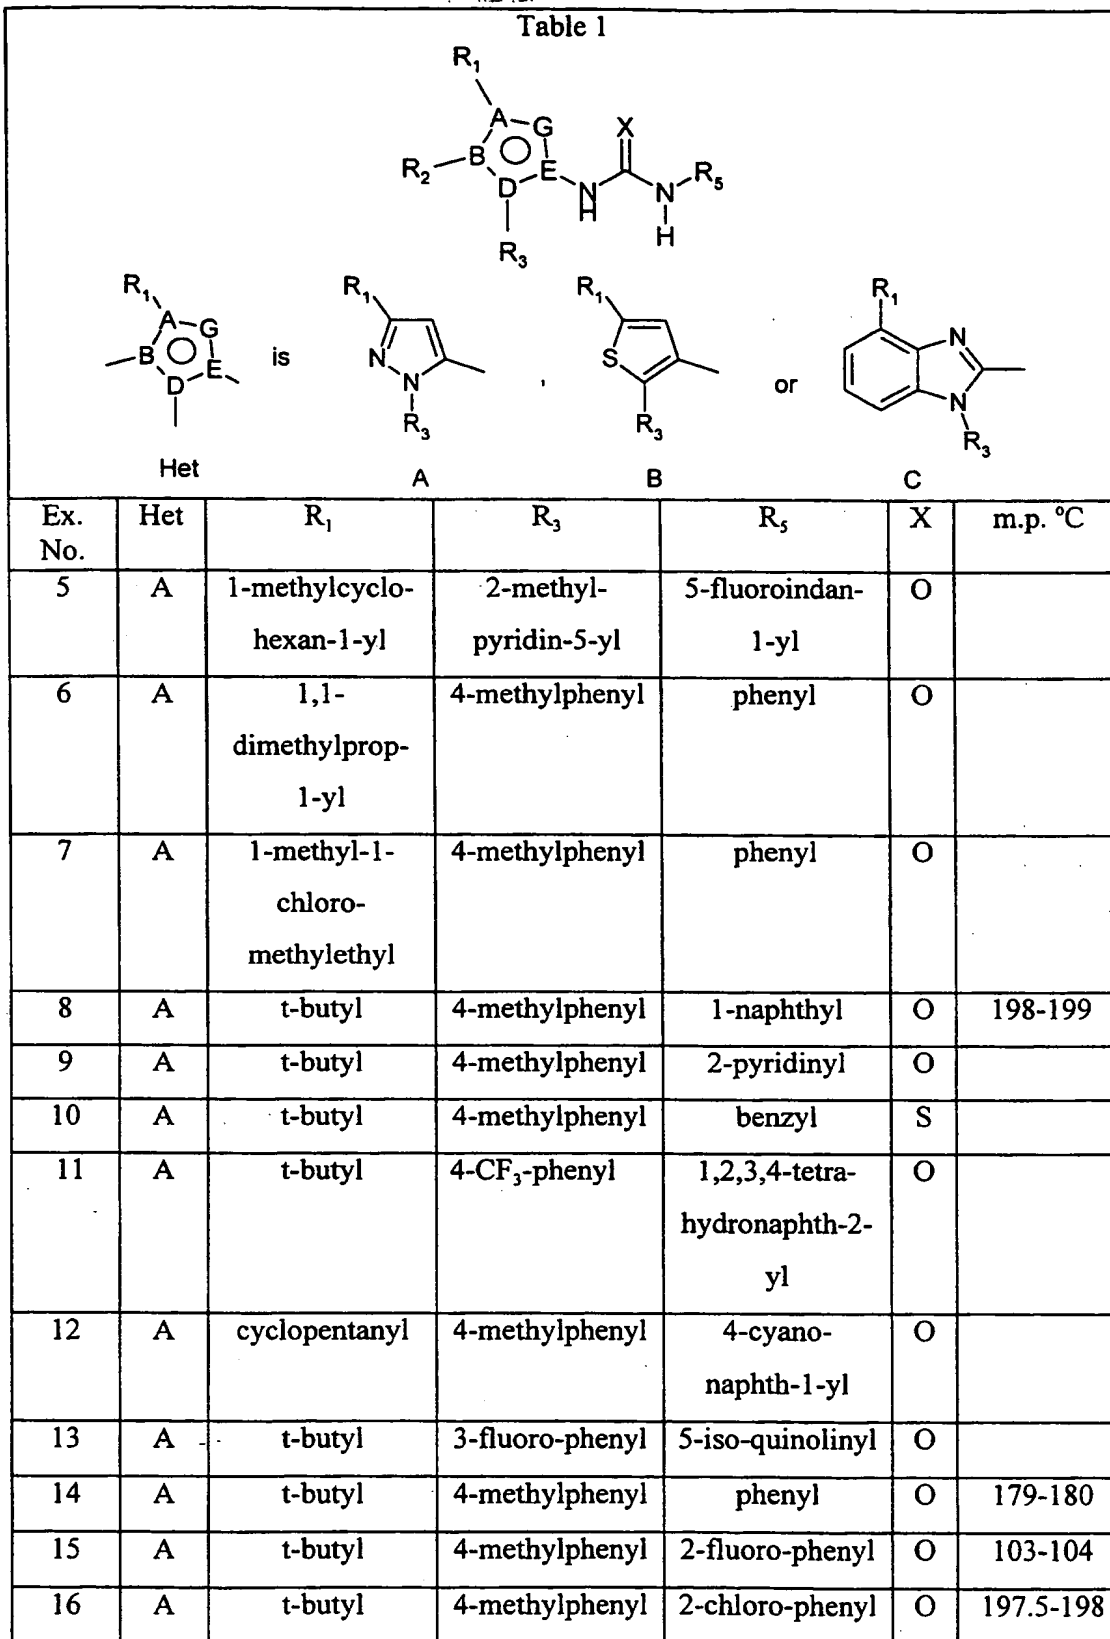 Table 1
R₁
A G X
B
R₂ E R₅
D N N
H
R₃ H
R₁ R₁ R₁ R₁
A G N
B is N S
E , or
D N N
R₃ R₃ R₃
Het A B C
Ex. No. Het R₁ R₃ R₅ X m.p. °C
5 A 1-methylcyclo- 2-methyl- 5-fluoroindan- O
hexan-1-yl pyridin-5-yl 1-yl
6 A 1,1- 4-methylphenyl phenyl O
dimethylprop-
1-yl
7 A 1-methyl-1- 4-methylphenyl phenyl O
chloro-
methylethyl
8 A t-butyl 4-methylphenyl 1-naphthyl O 198-199
9 A t-butyl 4-methylphenyl 2-pyridinyl O
10 A t-butyl 4-methylphenyl benzyl S
11 A t-butyl 4-CF₃-phenyl 1,2,3,4-tetra- O
hydronaphth-2-
yl
12 A cyclopentanyl 4-methylphenyl 4-cyano- O
naphth-1-yl
13 A t-butyl 3-fluoro-phenyl 5-iso-quinolinyl O
14 A t-butyl 4-methylphenyl phenyl O 179-180
15 A t-butyl 4-methylphenyl 2-fluoro-phenyl O 103-104
16 A t-butyl 4-methylphenyl 2-chloro-phenyl O 197.5-198